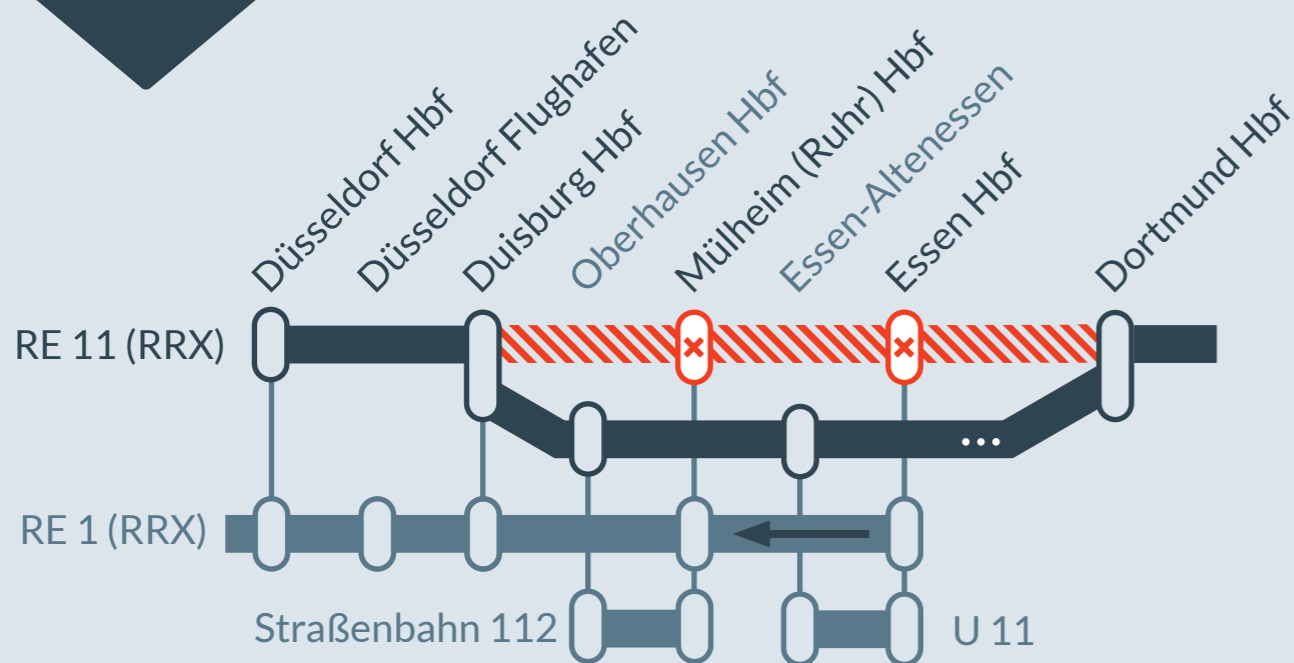 Düsseldorf Hbf
Düsseldorf Flughafen
Duisburg Hbf
Oberhausen Hbf
Mülheim (Ruhr) Hbf
Essen-Altenessen
Essen Hbf
Dortmund Hbf
RE 11 (RRX)
...
RE 1 (RRX)
Straßenbahn 112
U 11